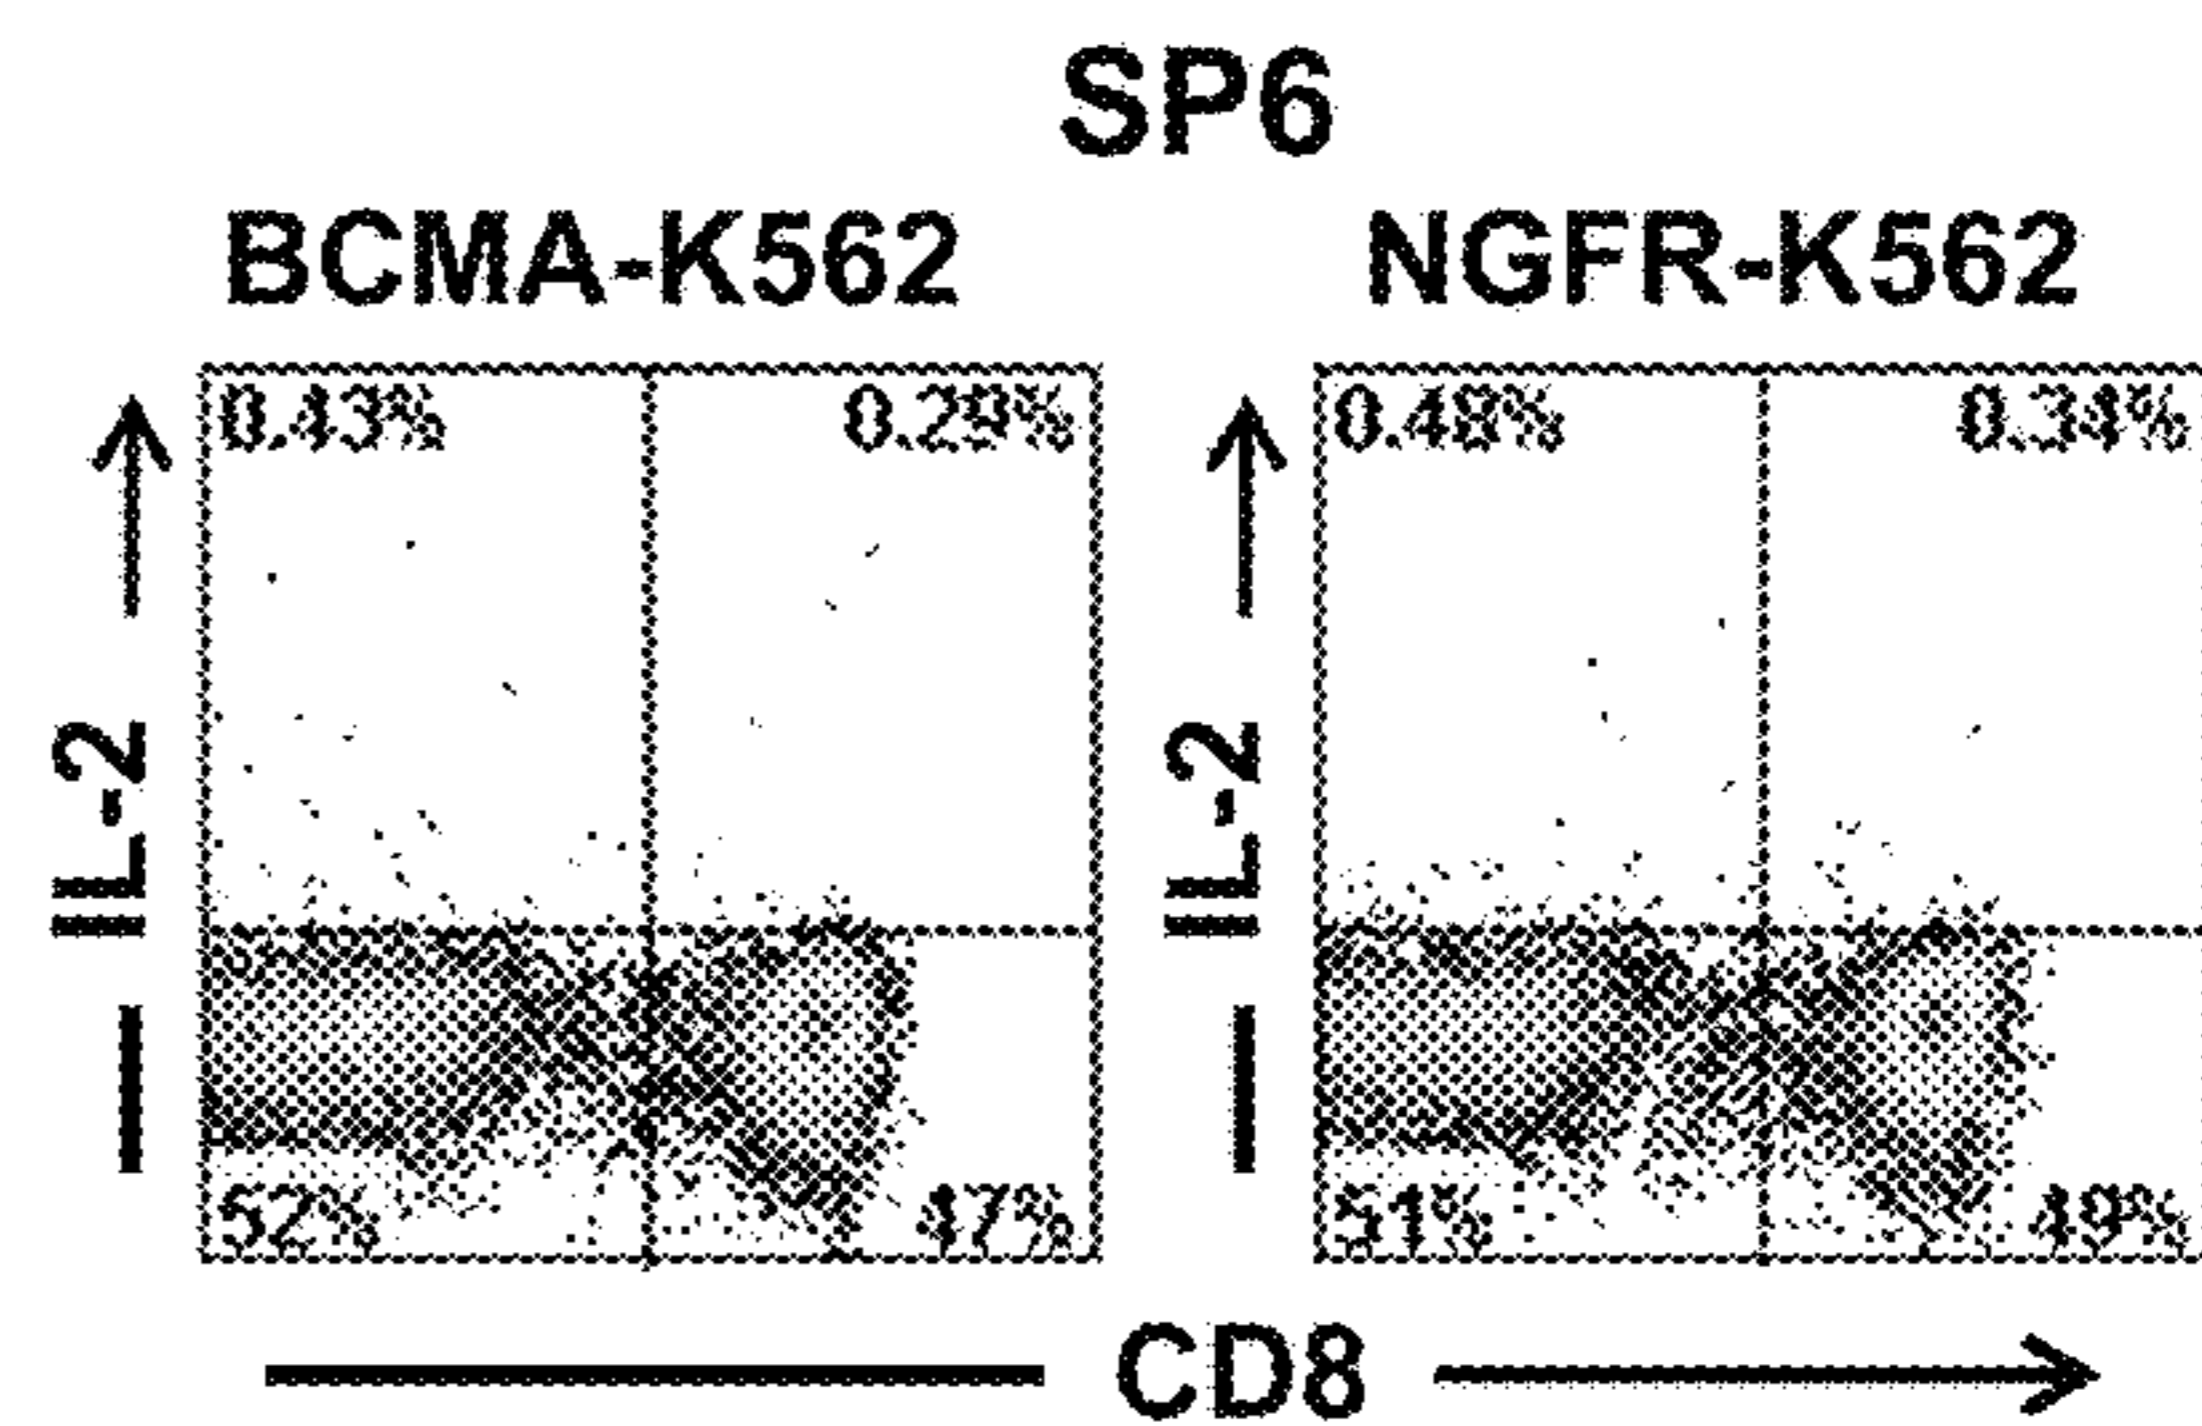 SP6
BCMA-K562 NGFR-K562
0.43% 0.29% 0.48% 0.34%
IL-2 IL-2
52% 47% 51% 49%
CD8